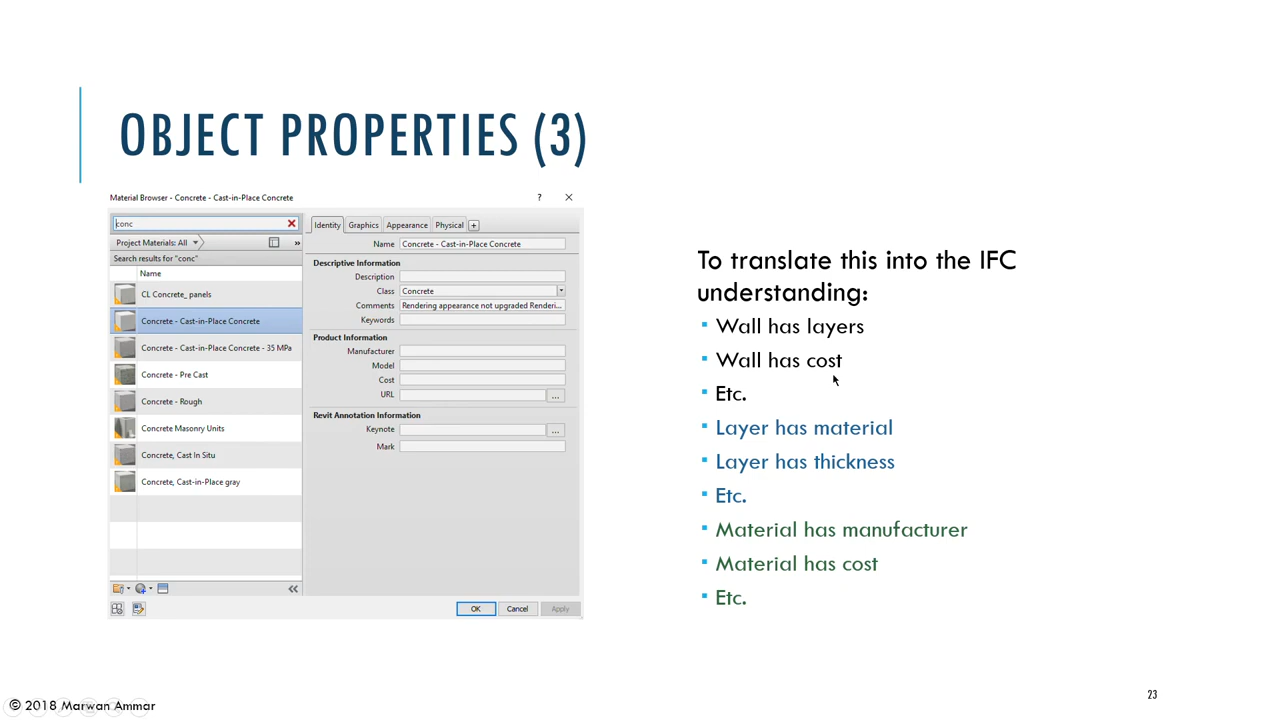 OBJECT PROPERTIES (3)
Material Browser - Concrete - Cast-in-Place Concrete
?
conc
Project Materials: All
»
Search results for "conc"
Name
CL Concrete_ panels
Concrete - Cast-in-Place Concrete
Concrete - Cast-in-Place Concrete - 35 MPa
Concrete - Pre Cast
Concrete - Rough
Concrete Masonry Units
Concrete, Cast In Situ
Concrete, Cast-in-Place gray
«
Identity
Graphics
Appearance
Physical
+
Name Concrete - Cast-in-Place Concrete
Descriptive Information
Description
Class Concrete
Comments Rendering appearance not upgraded Renderi...
Keywords
Product Information
Manufacturer
Model
Cost
URL ...
Revit Annotation Information
Keynote ...
Mark
OK
Cancel
Apply
To translate this into the IFC
understanding:
▪ Wall has layers
▪ Wall has cost
▪ Etc.
▪ Layer has material
▪ Layer has thickness
▪ Etc.
▪ Material has manufacturer
▪ Material has cost
▪ Etc.
© 2018 Marwan Ammar
23